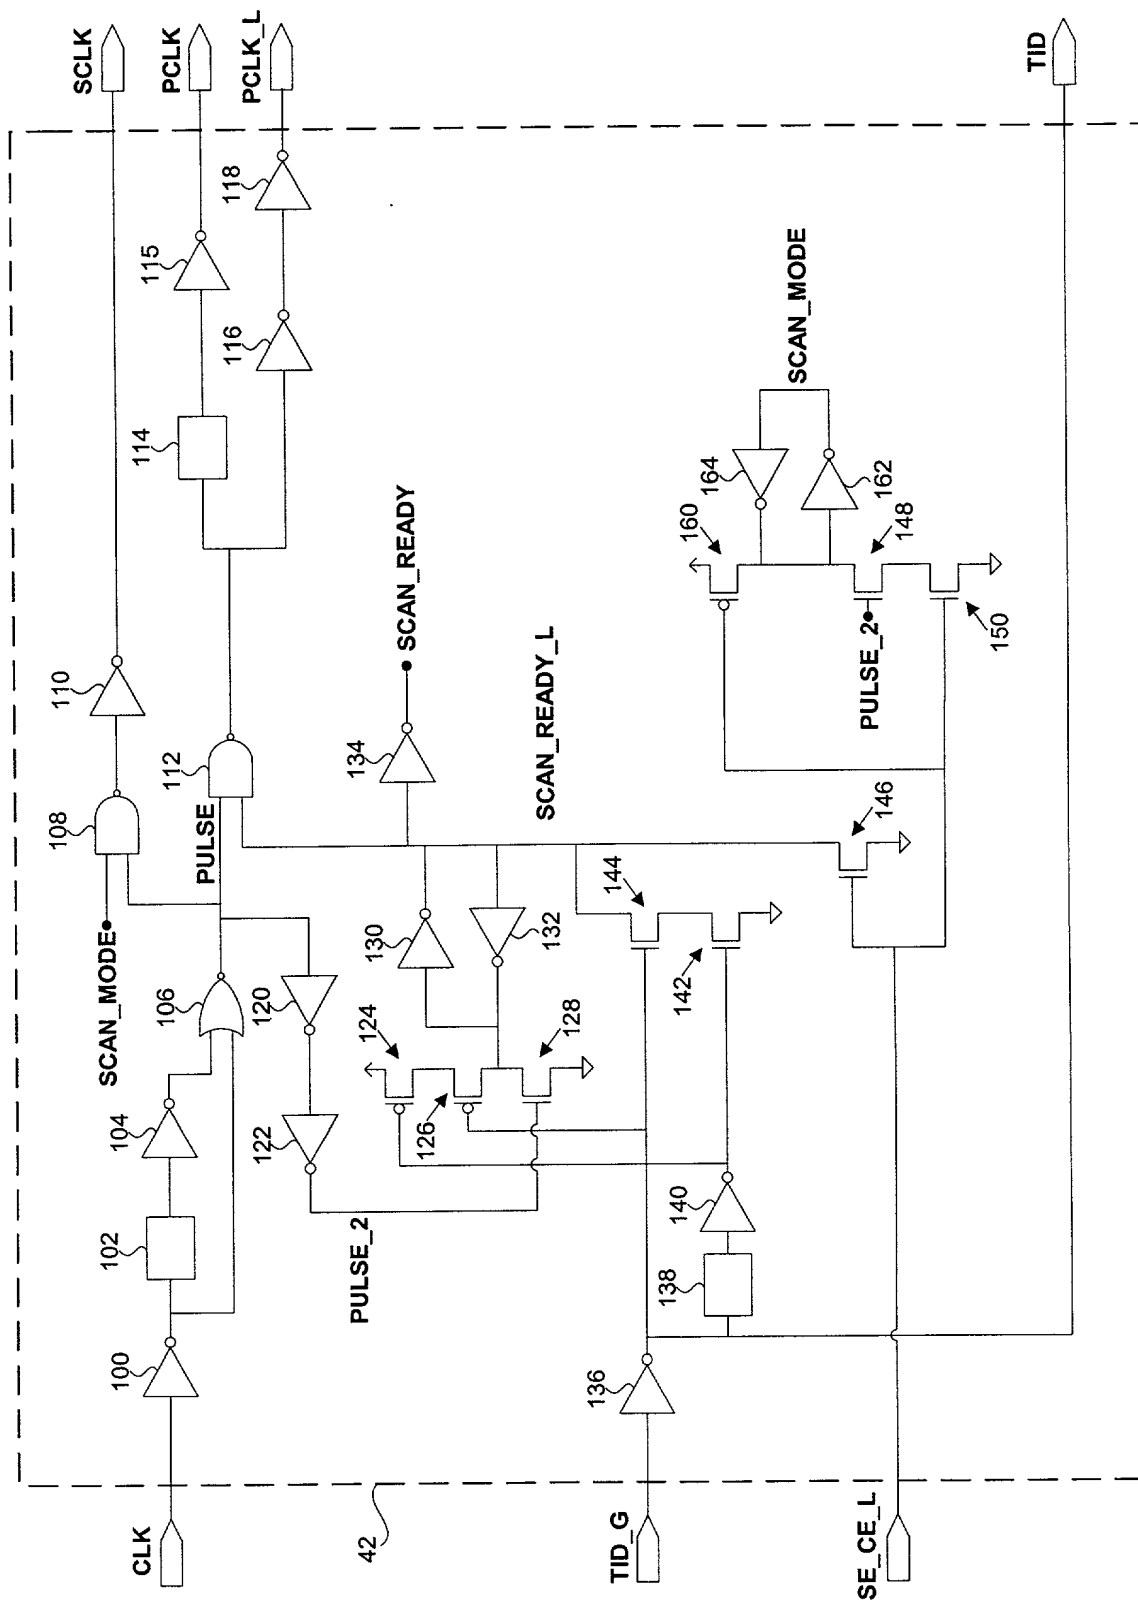 SCLK
PCLK
PCLK_L
TID
118
115
116
114
SCAN_MODE
164
162
160
148
150
PULSE_2
SCAN_READY
110
112
134
SCAN_READY_L
108
PULSE
146
144
SCAN_MODE
130
132
142
106
120
124
126
128
104
122
PULSE_2
140
102
138
100
136
42
CLK
TID_G
SE_CE_L